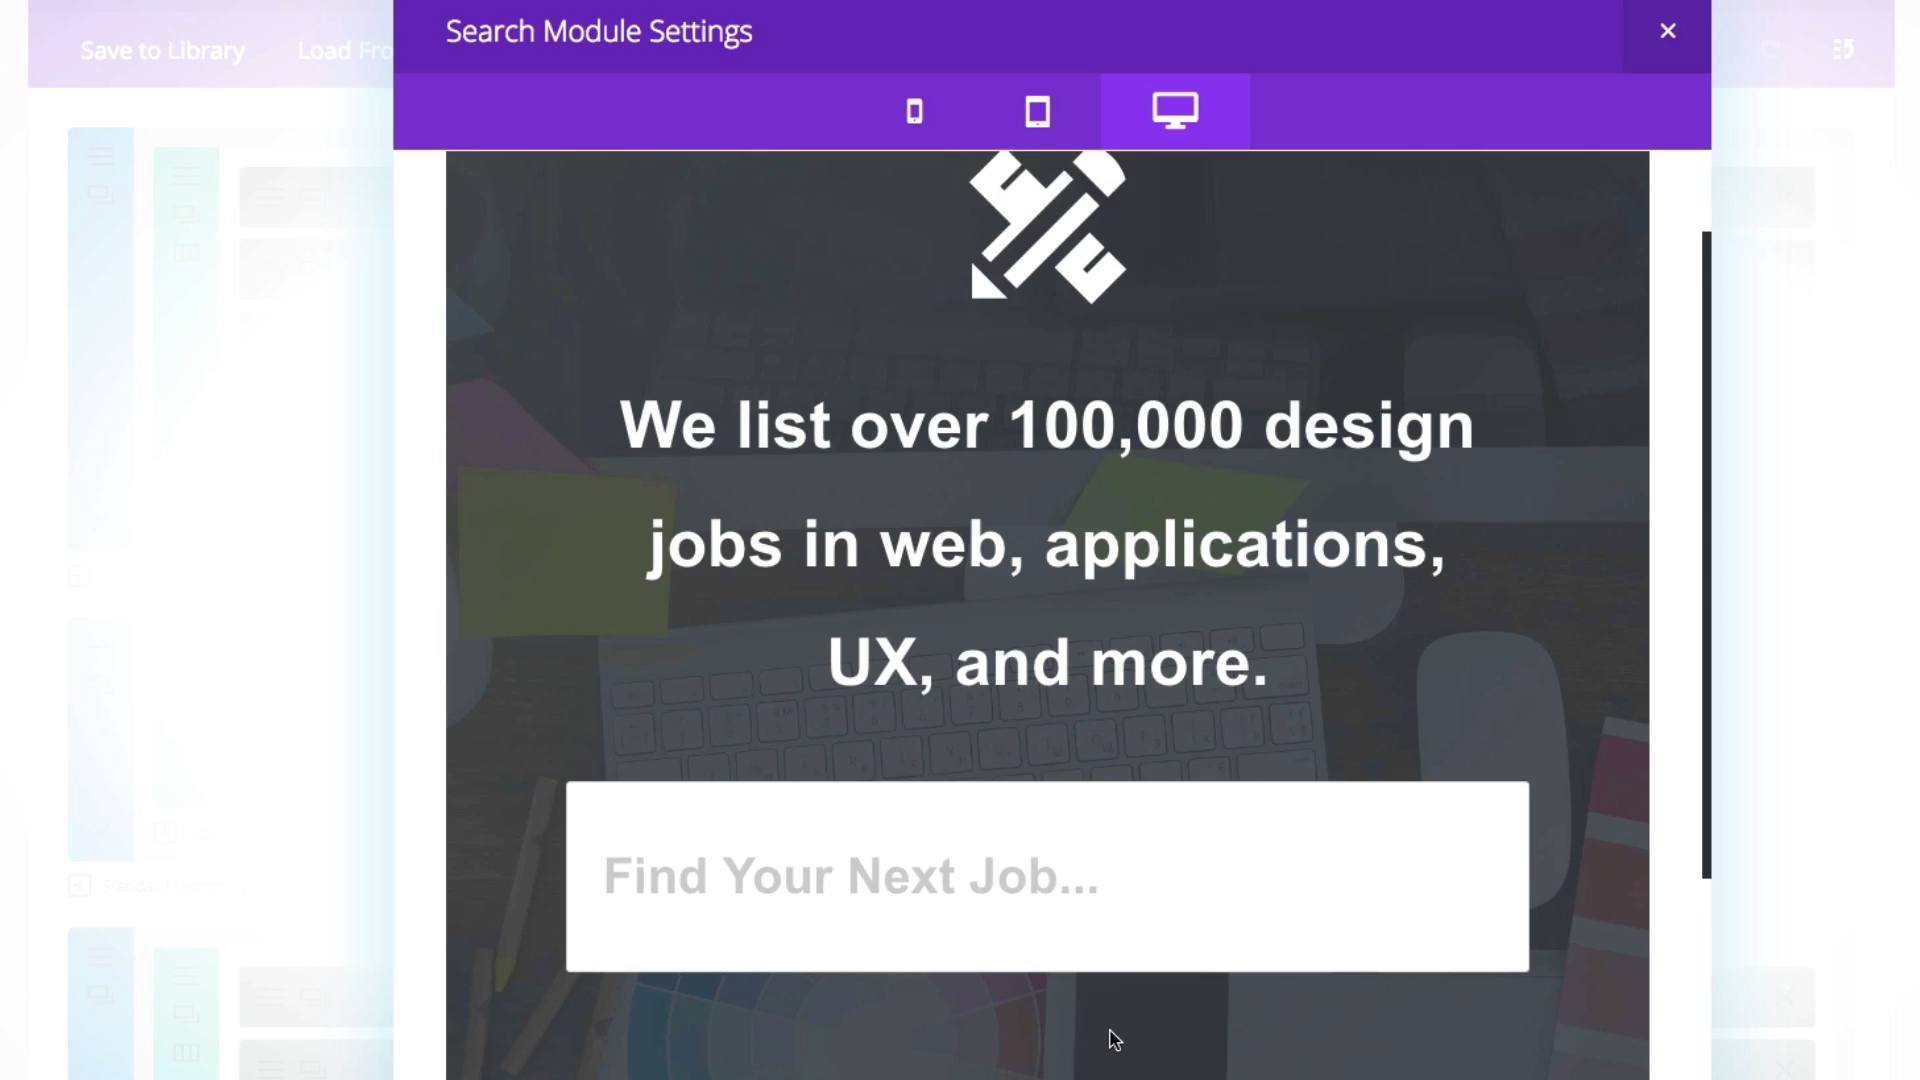 Search Module Settings
Save to Library
Load Fro
We list over 100,000 design
jobs in web, applications,
UX, and more.
Find Your Next Job...